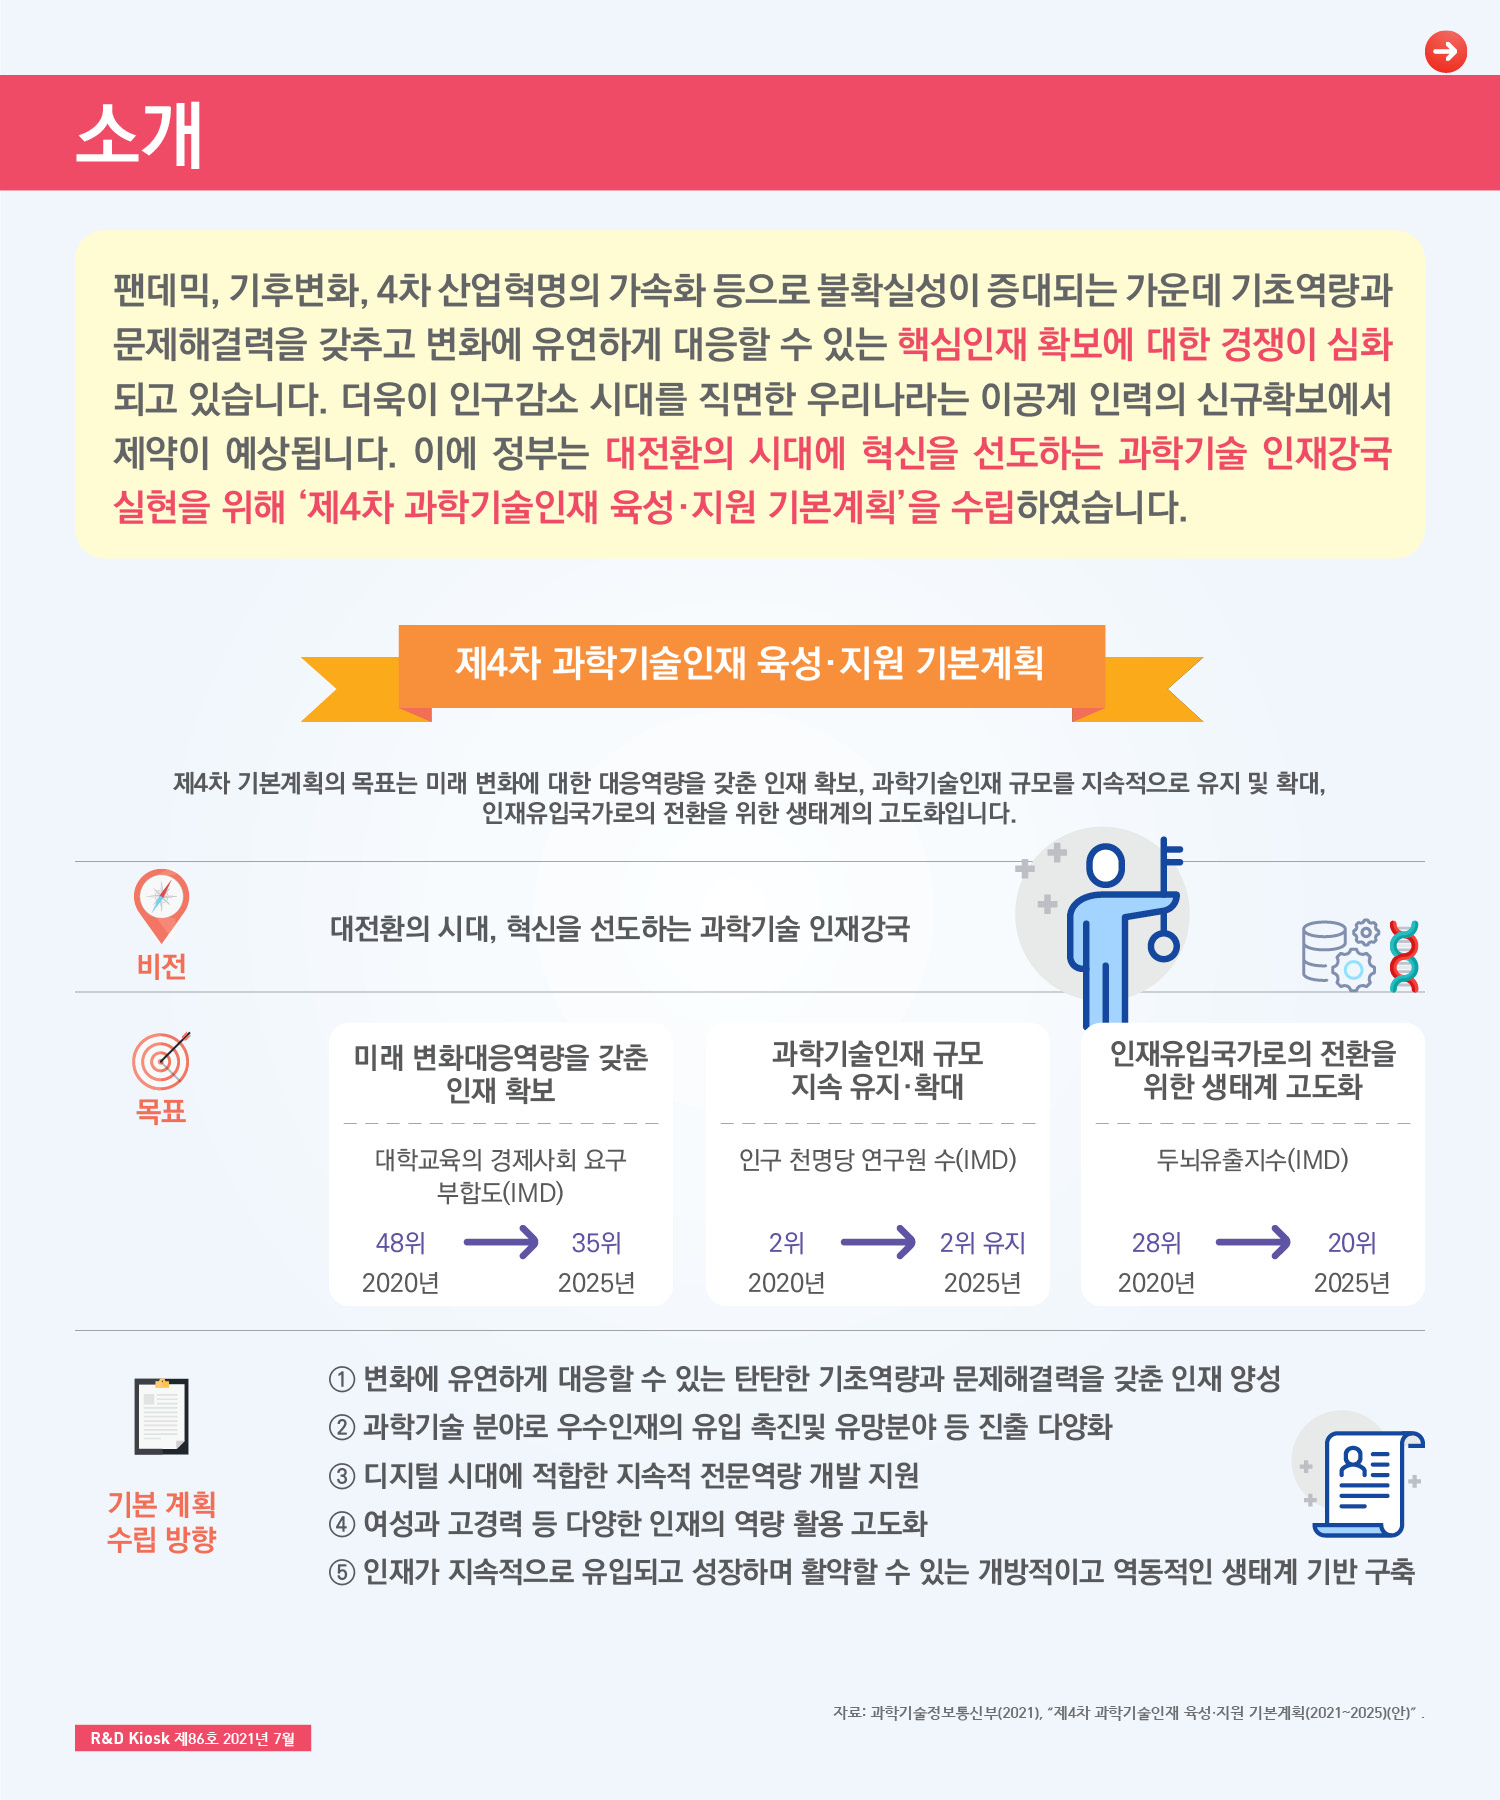 소개
팬데믹, 기후변화, 4차 산업혁명의 가속화 등으로 불확실성이 증대되는 가운데 기초역량과
문제해결력을 갖추고 변화에 유연하게 대응할 수 있는 핵심인재 확보에 대한 경쟁이 심화
되고 있습니다. 더욱이 인구감소 시대를 직면한 우리나라는 이공계 인력의 신규확보에서
제약이 예상됩니다. 이에 정부는 대전환의 시대에 혁신을 선도하는 과학기술 인재강국
실현을 위해 ‘제4차 과학기술인재 육성·지원 기본계획’을 수립하였습니다.
제4차 과학기술인재 육성·지원 기본계획
제4차 기본계획의 목표는 미래 변화에 대한 대응역량을 갖춘 인재 확보, 과학기술인재 규모를 지속적으로 유지 및 확대,
인재유입국가로의 전환을 위한 생태계의 고도화입니다.
비전
대전환의 시대, 혁신을 선도하는 과학기술 인재강국
목표
미래 변화대응역량을 갖춘
인재 확보
대학교육의 경제사회 요구
부합도(IMD)
48위 35위
2020년 2025년
과학기술인재 규모
지속 유지·확대
인구 천명당 연구원 수(IMD)
2위 2위 유지
2020년 2025년
인재유입국가로의 전환을
위한 생태계 고도화
두뇌유출지수(IMD)
28위 20위
2020년 2025년
기본 계획
수립 방향
① 변화에 유연하게 대응할 수 있는 탄탄한 기초역량과 문제해결력을 갖춘 인재 양성
② 과학기술 분야로 우수인재의 유입 촉진및 유망분야 등 진출 다양화
③ 디지털 시대에 적합한 지속적 전문역량 개발 지원
④ 여성과 고경력 등 다양한 인재의 역량 활용 고도화
⑤ 인재가 지속적으로 유입되고 성장하며 활약할 수 있는 개방적이고 역동적인 생태계 기반 구축
자료: 과학기술정보통신부(2021), “제4차 과학기술인재 육성·지원 기본계획(2021~2025)(안)” .
R&D Kiosk 제86호 2021년 7월